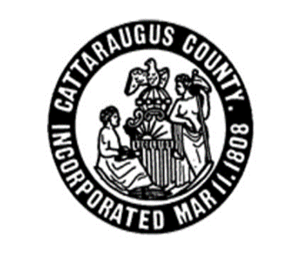 CATTARAUGUS COUNTY.
INCORPORATED MAR 11. 1808